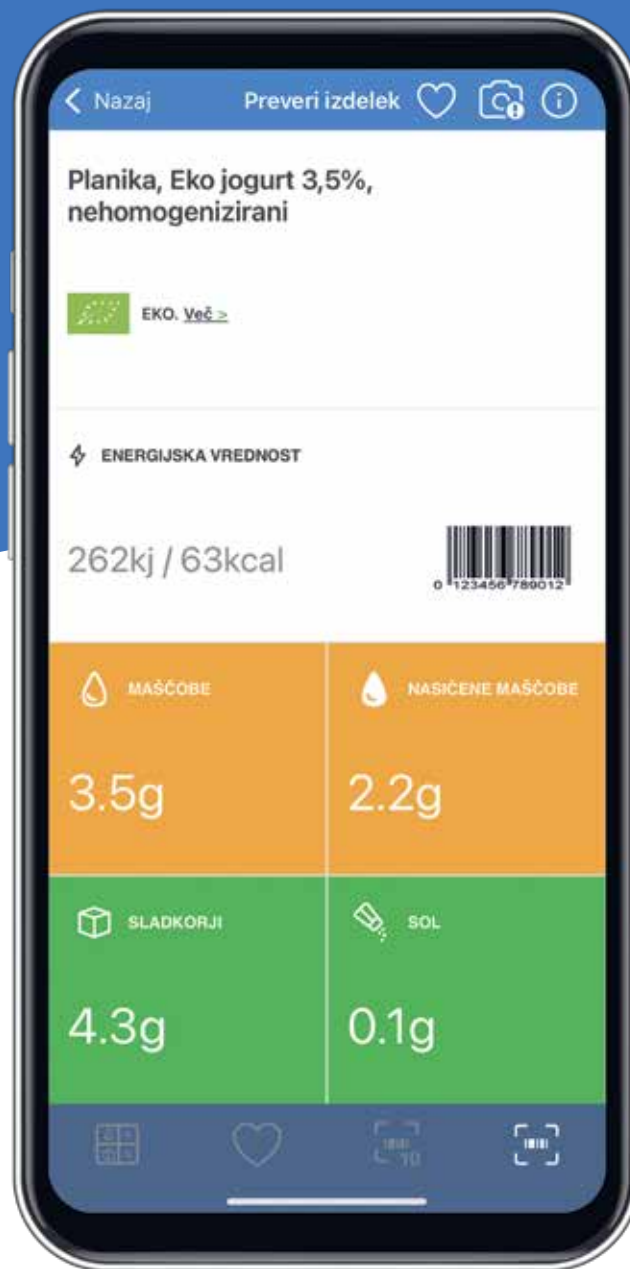 Nazaj
Preveri izdelek
Planika, Eko jogurt 3,5%,
nehomogenizirani
EKO. Več >
ENERGIJSKA VREDNOST
262kj / 63kcal
0 123456 789012
MAŠČOBE
NASIČENE MAŠČOBE
3.5g
2.2g
SLADKORJI
SOL
4.3g
0.1g
10